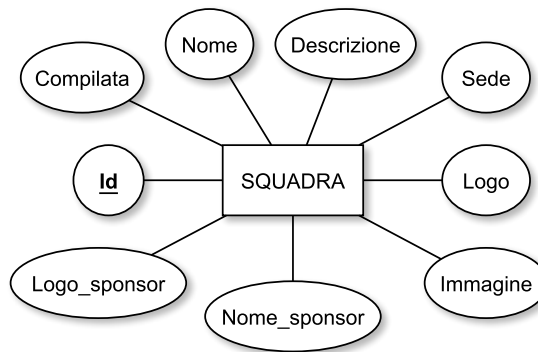 Nome
Descrizione
Compilata
Sede
Id
SQUADRA
Logo
Logo_sponsor
Immagine
Nome_sponsor